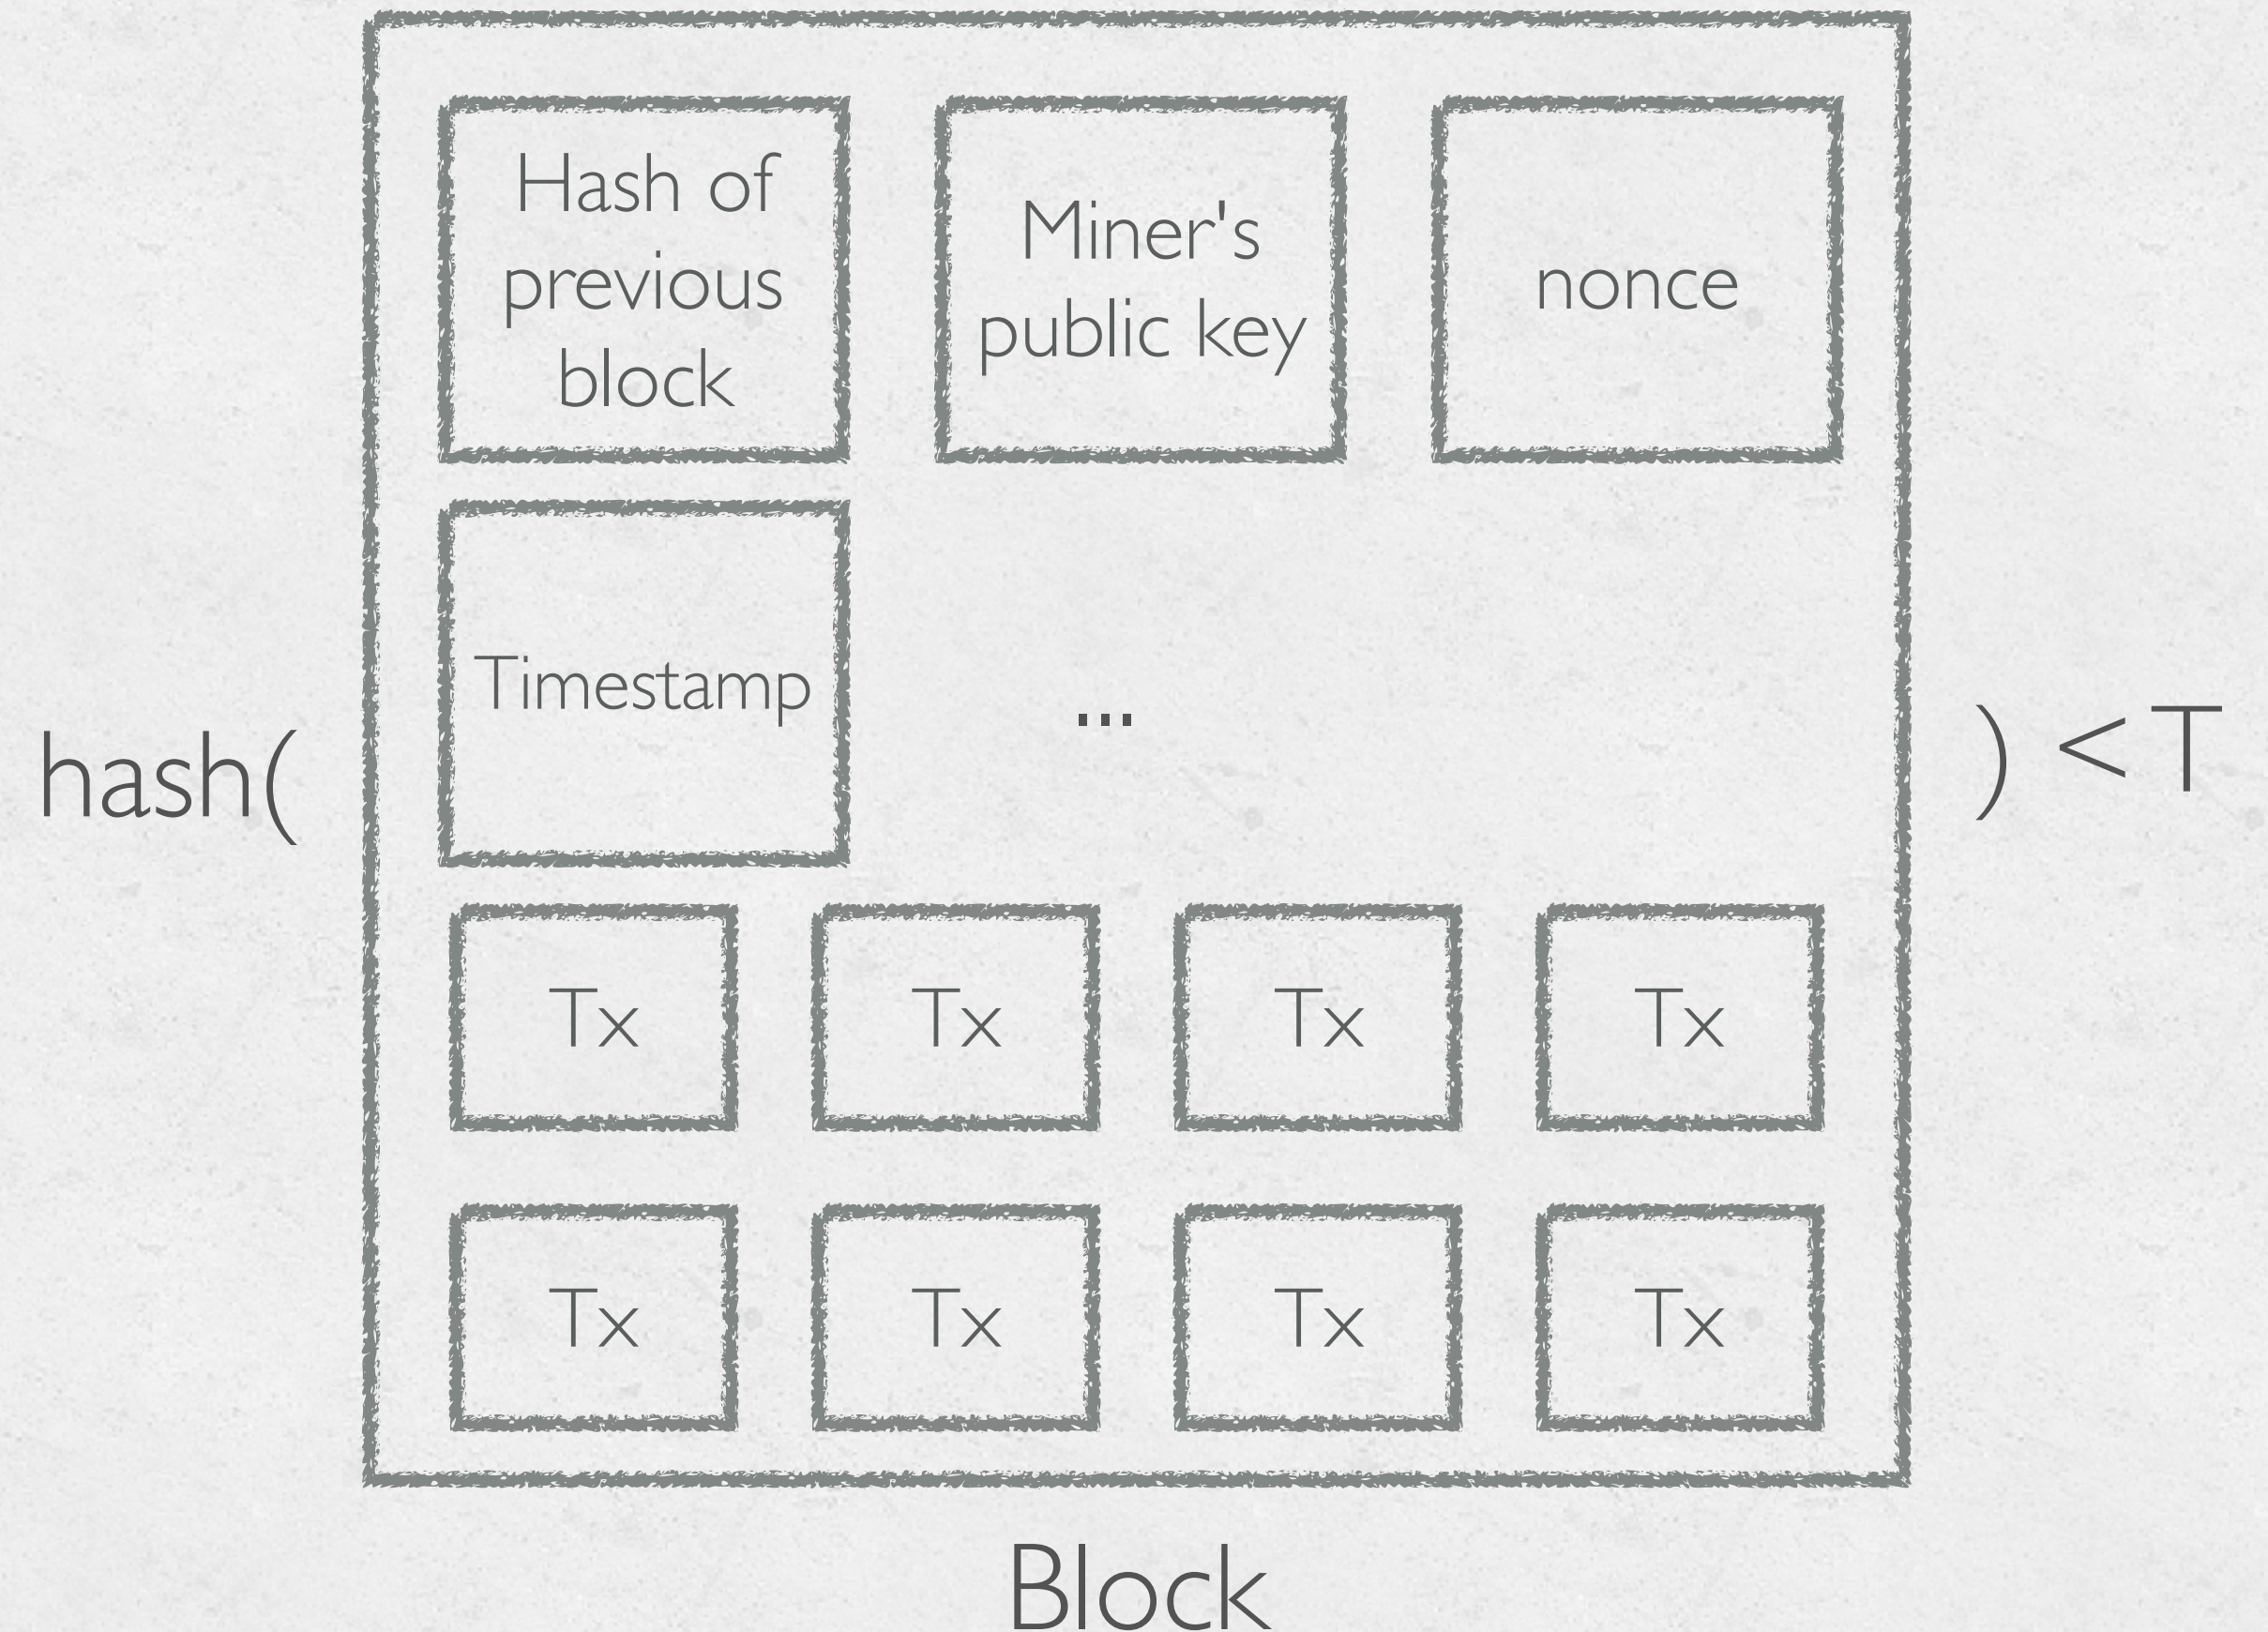 Hash of
previous
block
Miner's
public key
nonce
Timestamp
...
hash(
) < T
Tx Tx Tx Tx
Tx Tx Tx Tx
Block